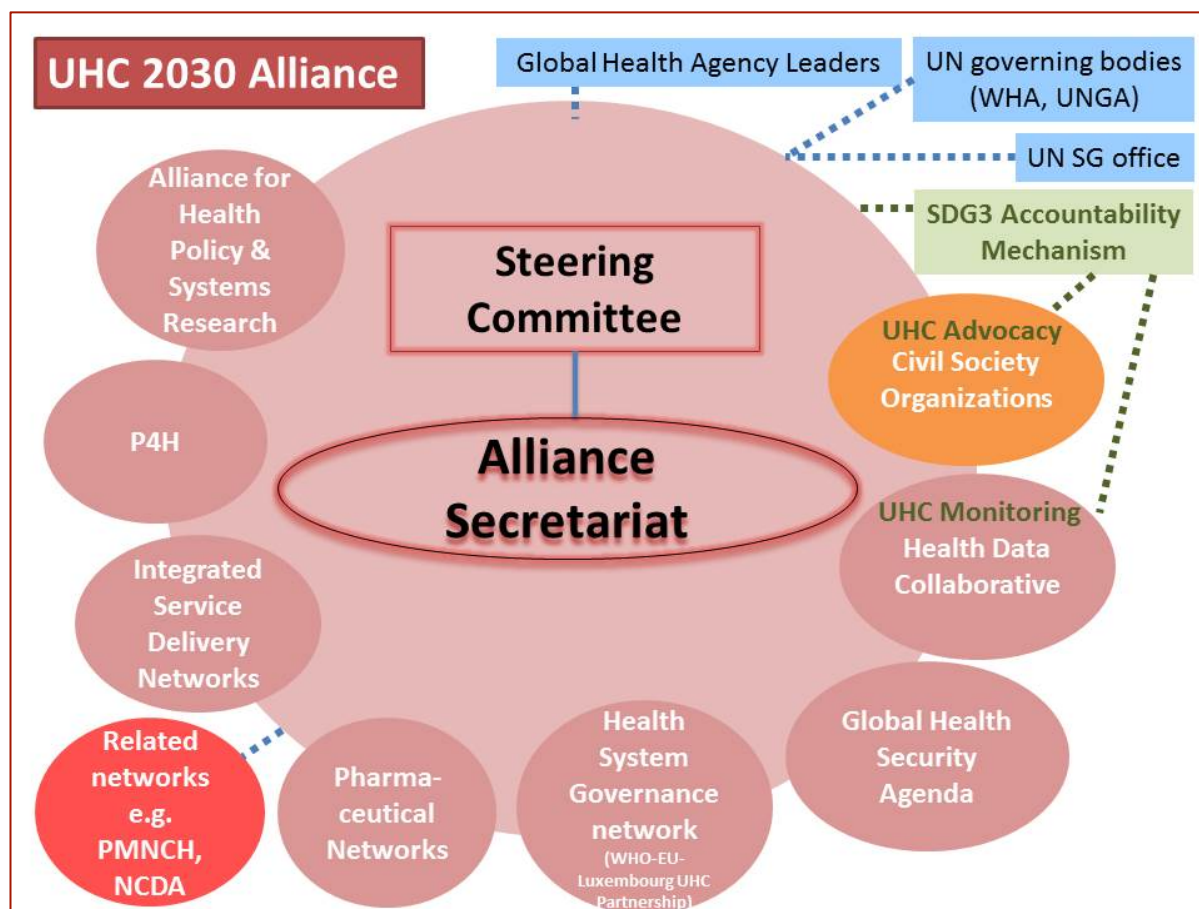 UHC 2030 Alliance
Global Health Agency Leaders
UN governing bodies
(WHA, UNGA)
UN SG office
SDG3 Accountability
Mechanism
Alliance for
Health
Policy &
Systems
Research
Steering
Committee
UHC Advocacy
Civil Society
Organizations
P4H
Alliance
Secretariat
UHC Monitoring
Health Data
Collaborative
Integrated
Service
Delivery
Networks
Related
networks
e.g.
PMNCH,
NCDA
Pharma-
ceutical
Networks
Health
System
Governance
network
(WHO-EU-
Luxembourg UHC
Partnership)
Global Health
Security
Agenda